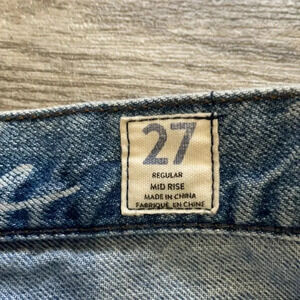 27
REGULAR
MID RISE
MADE IN CHINA
FABRIQUÉ EN CHINE